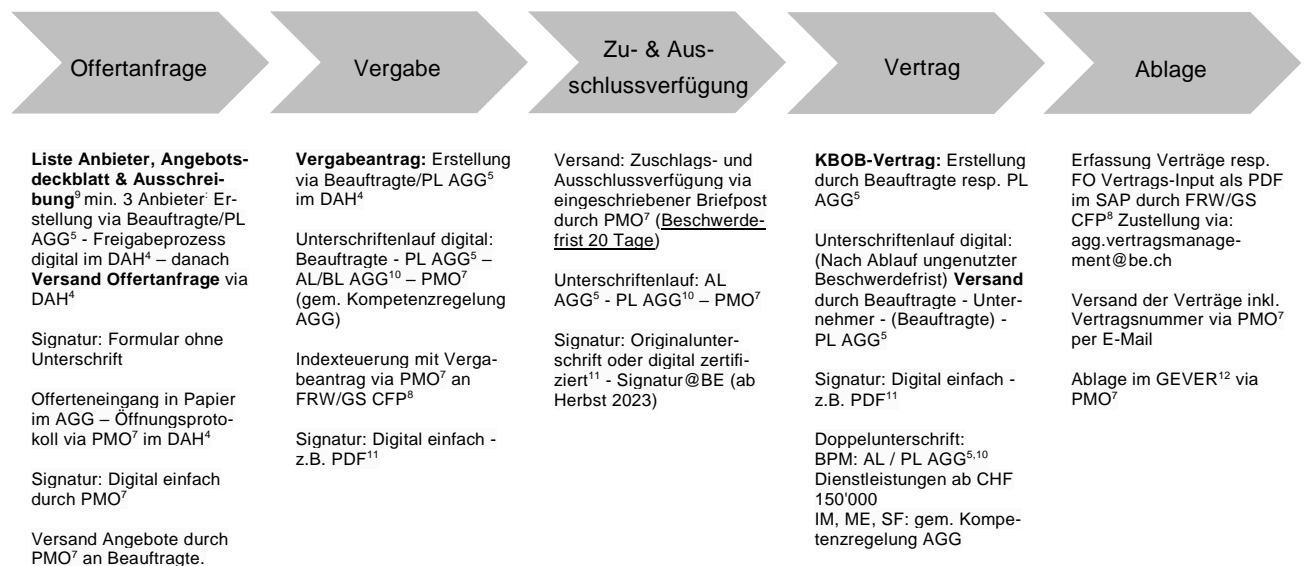 Offertanfrage
Vergabe
Zu- & Aus-
schlussverfügung
Vertrag
Ablage
Liste Anbieter, Angebots-
deckblatt & Ausschrei-
bung⁹ min. 3 Anbieter: Er-
stellung via Beauftragte/PL
AGG⁵ - Freigabeprozess
digital im DAH⁴ – danach
Versand Offertanfrage via
DAH⁴
Signatur: Formular ohne
Unterschrift
Offerteneingang in Papier
im AGG – Öffnungsproto-
koll via PMO⁷ im DAH⁴
Signatur: Digital einfach
durch PMO⁷
Versand Angebote durch
PMO⁷ an Beauftragte.
Vergabeantrag: Erstellung
via Beauftragte/PL AGG⁵
im DAH⁴
Unterschriftenlauf digital:
Beauftragte - PL AGG⁵ –
AL/BL AGG¹⁰ – PMO⁷
(gem. Kompetenzregelung
AGG)
Indexteuerung mit Verga-
beantrag via PMO⁷ an
FRW/GS CFP⁸
Signatur: Digital einfach -
z.B. PDF¹¹
Versand: Zuschlags- und
Ausschlussverfügung via
eingeschriebener Briefpost
durch PMO⁷ (Beschwerde-
frist 20 Tage)
Unterschriftenlauf: AL
AGG⁵ - PL AGG¹⁰ – PMO⁷
Signatur: Originalunter-
schrift oder digital zertifi-
ziert¹¹ - Signatur@BE (ab
Herbst 2023)
KBOB-Vertrag: Erstellung
durch Beauftragte resp. PL
AGG⁵
Unterschriftenlauf digital:
(Nach Ablauf ungenutzter
Beschwerdefrist) Versand
durch Beauftragte - Unter-
nehmer - (Beauftragte) -
PL AGG⁵
Signatur: Digital einfach -
z.B. PDF¹¹
Doppelunterschrift:
BPM: AL / PL AGG⁵,¹⁰
Dienstleistungen ab CHF
150'000
IM, ME, SF: gem. Kompe-
tenzregelung AGG
Erfassung Verträge resp.
FO Vertrags-Input als PDF
im SAP durch FRW/GS
CFP⁸ Zustellung via:
agg.vertragsmanage-
ment@be.ch
Versand der Verträge inkl.
Vertragsnummer via PMO⁷
per E-Mail
Ablage im GEVER¹² via
PMO⁷